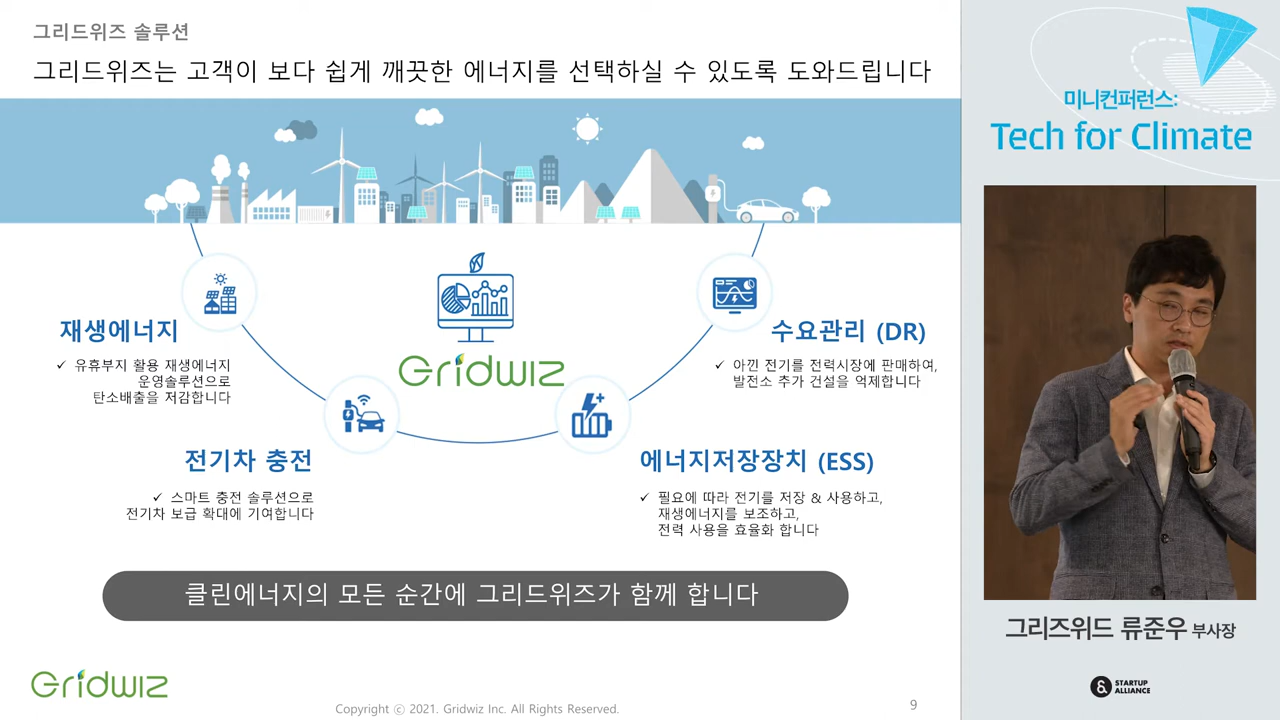 그리드위즈 솔루션
그리드위즈는 고객이 보다 쉽게 깨끗한 에너지를 선택하실 수 있도록 도와드립니다
Gridwiz
재생에너지
✓ 유휴부지 활용 재생에너지
운영솔루션으로
탄소배출을 저감합니다
수요관리 (DR)
✓ 아낀 전기를 전력시장에 판매하여,
발전소 추가 건설을 억제합니다
전기차 충전
✓ 스마트 충전 솔루션으로
전기차 보급 확대에 기여합니다
에너지저장장치 (ESS)
✓ 필요에 따라 전기를 저장 & 사용하고,
재생에너지를 보조하고,
전력 사용을 효율화 합니다
클린에너지의 모든 순간에 그리드위즈가 함께 합니다
Gridwiz
Copyright ⓒ 2021. Gridwiz Inc. All Rights Reserved.
9
미니컨퍼런스:
Tech for Climate
그리즈위드 류준우 부사장
&
STARTUP
ALLIANCE